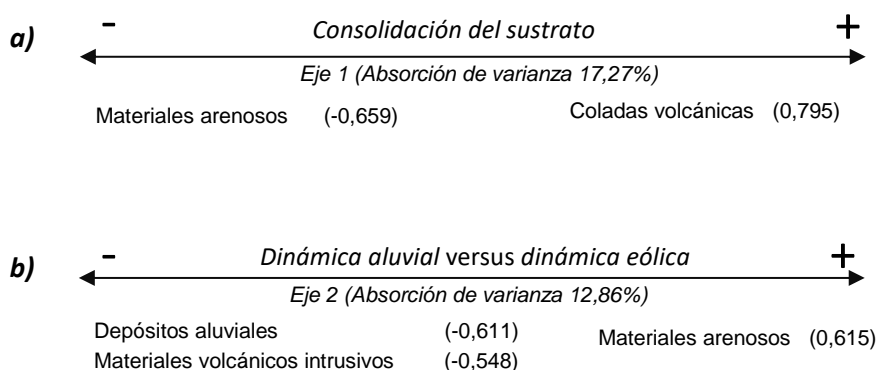 a)
- Consolidación del sustrato +
Eje 1 (Absorción de varianza 17,27%)
Materiales arenosos (-0,659) Coladas volcánicas (0,795)
b)
- Dinámica aluvial versus dinámica eólica +
Eje 2 (Absorción de varianza 12,86%)
Depósitos aluviales (-0,611) Materiales arenosos (0,615)
Materiales volcánicos intrusivos (-0,548)